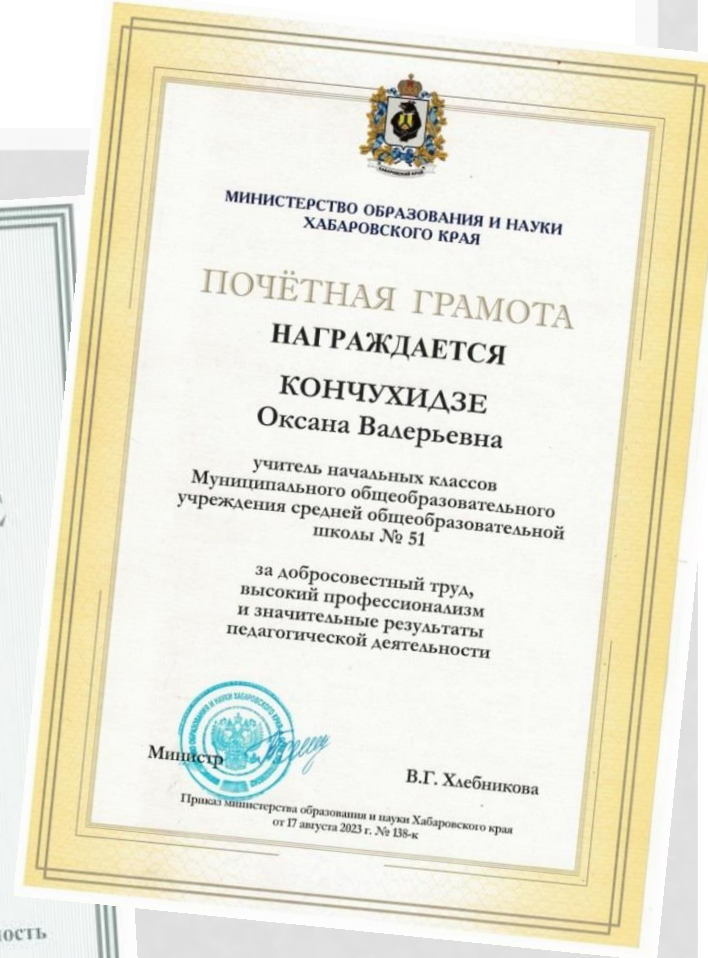 ХАБАРОВСКИЙ КРАЙ
МИНИСТЕРСТВО ОБРАЗОВАНИЯ И НАУКИ
ХАБАРОВСКОГО КРАЯ
ПОЧЁТНАЯ ГРАМОТА
НАГРАЖДАЕТСЯ
КОНЧУХИДЗЕ
Оксана Валерьевна
учитель начальных классов
Муниципального общеобразовательного
учреждения средней общеобразовательной
школы № 51
за добросовестный труд,
высокий профессионализм
и значительные результаты
педагогической деятельности
Министр
В.Г. Хлебникова
Приказ министерства образования и науки Хабаровского края
от 17 августа 2023 г. № 138-к